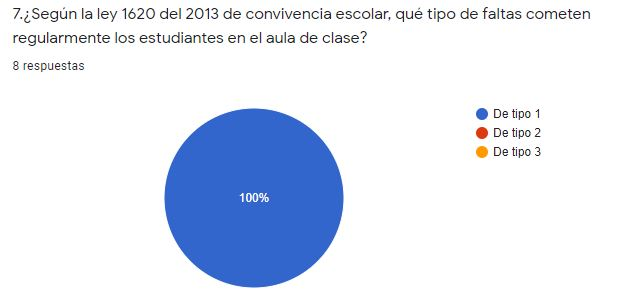 7.¿Según la ley 1620 del 2013 de convivencia escolar, qué tipo de faltas cometen
regularmente los estudiantes en el aula de clase?
8 respuestas
De tipo 1
De tipo 2
De tipo 3
100%